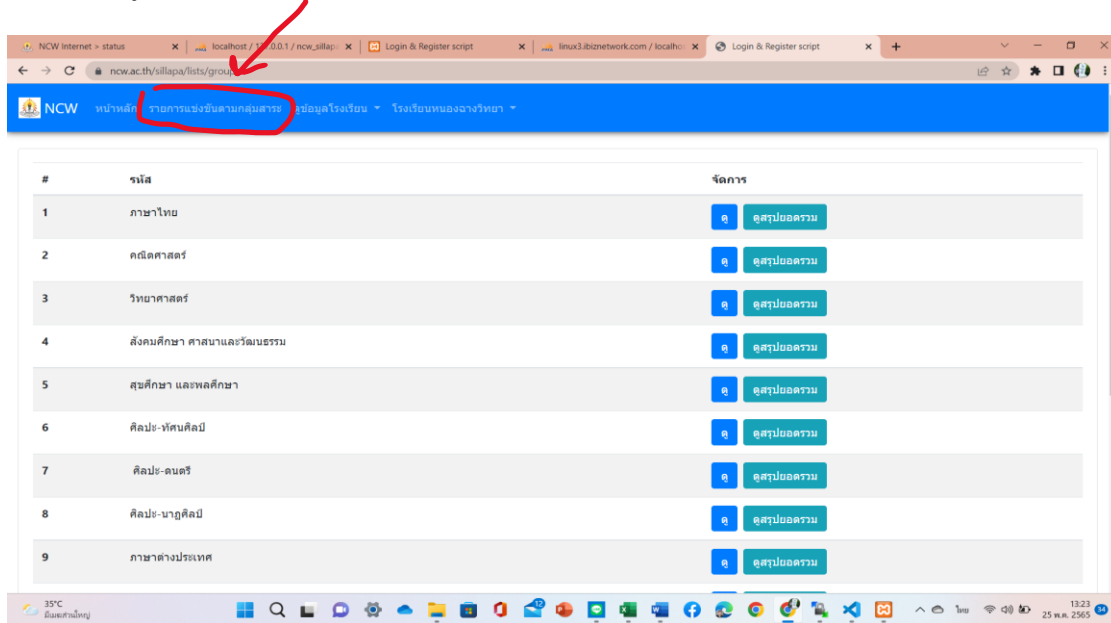 NCW Internet > status
localhost / 127.0.0.1 / ncw_sillap
Login & Register script
linux3.ibiznetwork.com / localho
Login & Register script
ncw.ac.th/sillapa/lists/group
NCW หน้าหลัก รายการแข่งขันตามกลุ่มสาระ ดูข้อมูลโรงเรียน โรงเรียนหนองฉางวิทยา
# รหัส จัดการ
1 ภาษาไทย ดู ดูสรุปยอดรวม
2 คณิตศาสตร์ ดู ดูสรุปยอดรวม
3 วิทยาศาสตร์ ดู ดูสรุปยอดรวม
4 สังคมศึกษา ศาสนาและวัฒนธรรม ดู ดูสรุปยอดรวม
5 สุขศึกษา และพลศึกษา ดู ดูสรุปยอดรวม
6 ศิลปะ-ทัศนศิลป์ ดู ดูสรุปยอดรวม
7 ศิลปะ-ดนตรี ดู ดูสรุปยอดรวม
8 ศิลปะ-นาฏศิลป์ ดู ดูสรุปยอดรวม
9 ภาษาต่างประเทศ ดู ดูสรุปยอดรวม
35°C
มีแดดส่วนใหญ่
12
ไทย
13:23
25 พ.ค. 2565
34